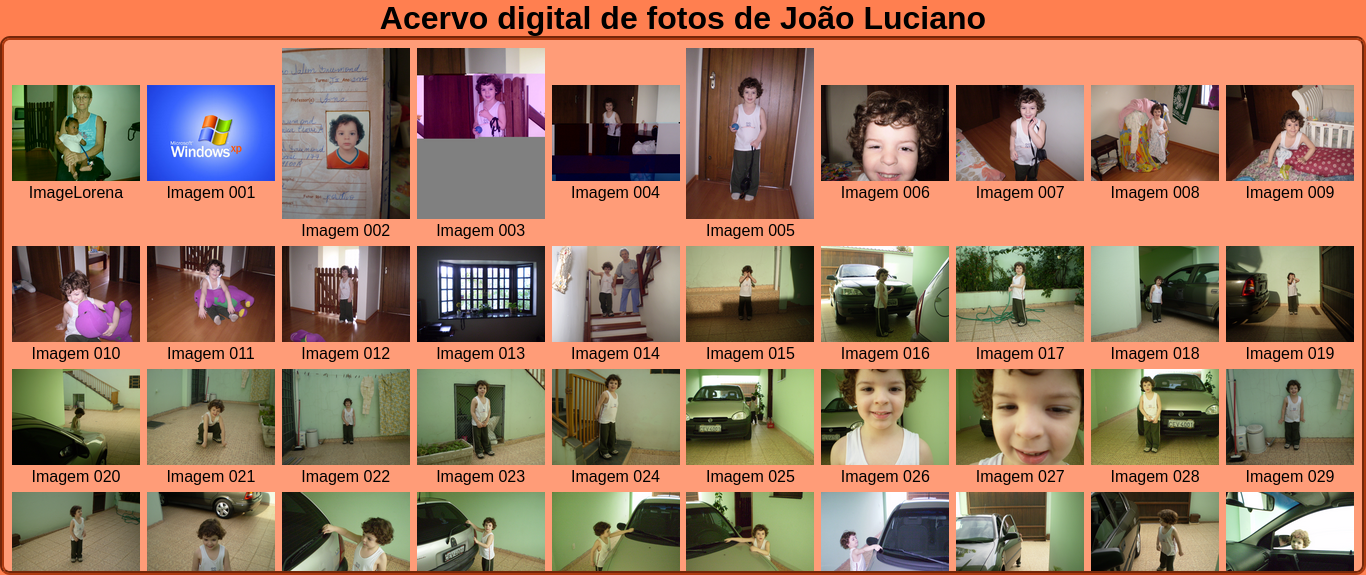 Acervo digital de fotos de João Luciano
Microsoft
Windows xp
ImageLorena
Imagem 001
Imagem 002
Imagem 003
Imagem 004
Imagem 005
Imagem 006
Imagem 007
Imagem 008
Imagem 009
Imagem 010
Imagem 011
Imagem 012
Imagem 013
Imagem 014
Imagem 015
Imagem 016
Imagem 017
Imagem 018
Imagem 019
Imagem 020
Imagem 021
Imagem 022
Imagem 023
Imagem 024
Imagem 025
Imagem 026
Imagem 027
Imagem 028
Imagem 029